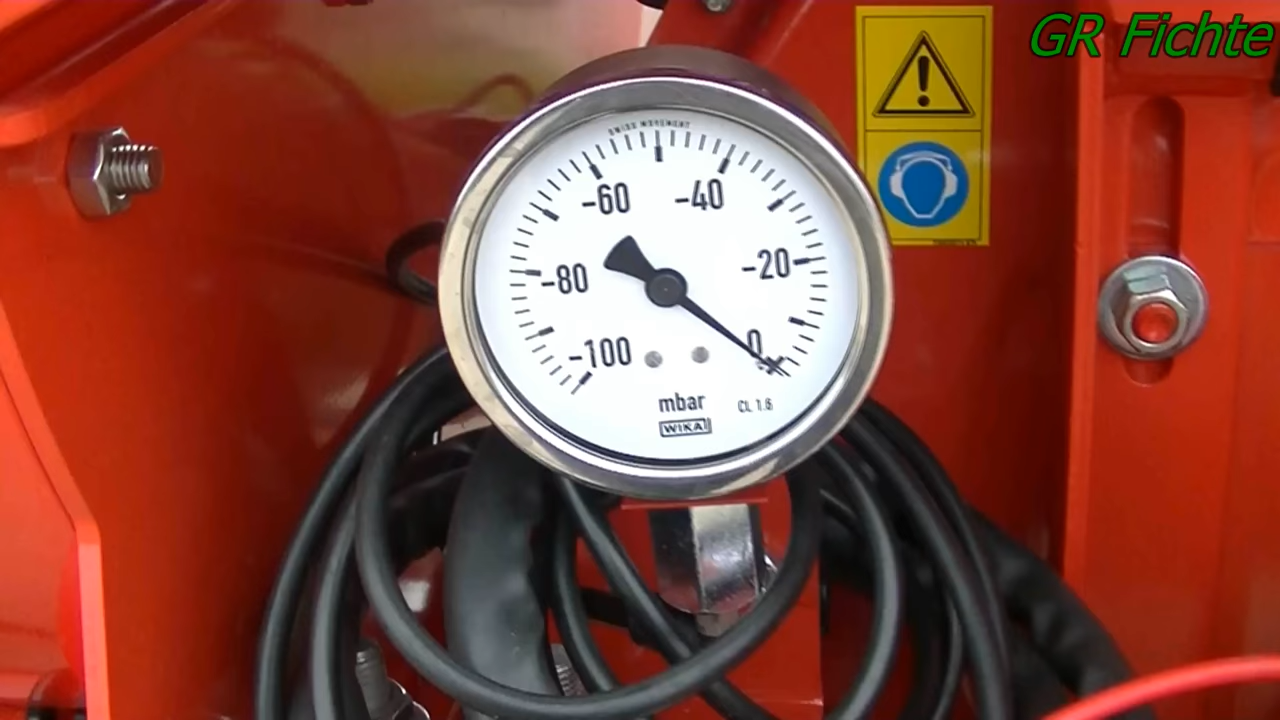 GR Fichte
SWISS MOVEMENT
-60 -40
-80 -20
-100 0
mbar
CL 1.6
WIKA